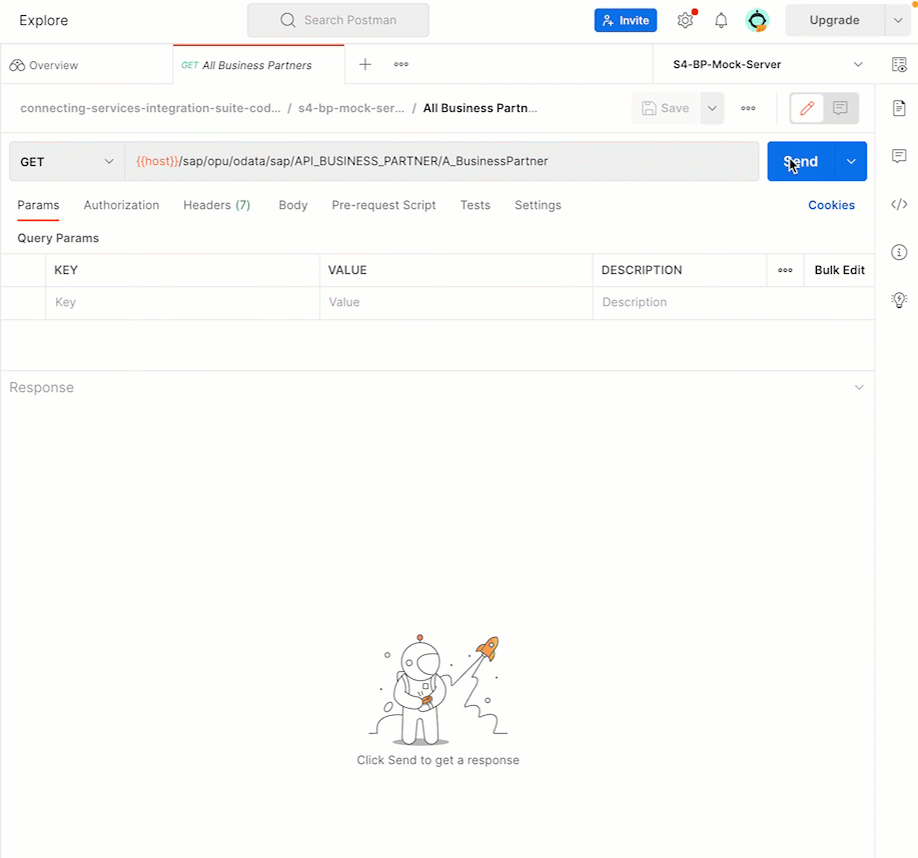 Explore
Search Postman
Invite
Upgrade
Overview
GET All Business Partners
S4-BP-Mock-Server
connecting-services-integration-suite-cod... / s4-bp-mock-ser... / All Business Partn...
Save
GET
{{host}}/sap/opu/odata/sap/API_BUSINESS_PARTNER/A_BusinessPartner
Send
Params Authorization Headers (7) Body Pre-request Script Tests Settings
Cookies
Query Params
KEY VALUE DESCRIPTION
Bulk Edit
Key Value Description
Response
Click Send to get a response